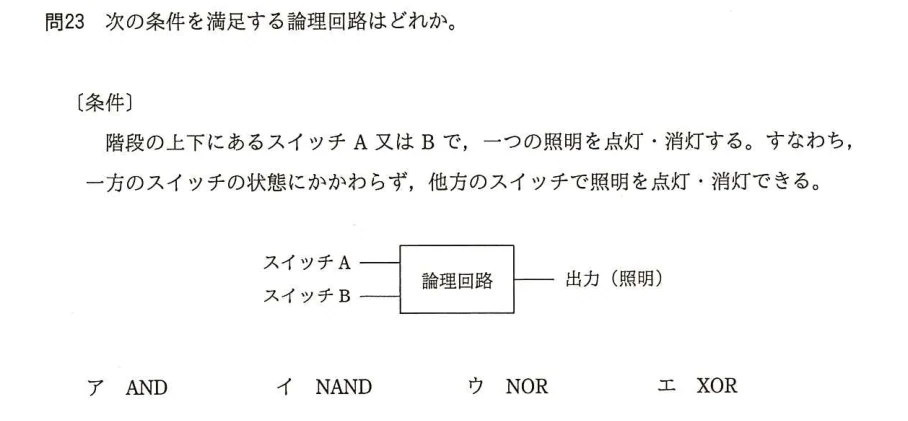 問23 次の条件を満足する論理回路はどれか。
〔条件〕
階段の上下にあるスイッチ A 又は B で，一つの照明を点灯・消灯する。すなわち，
一方のスイッチの状態にかかわらず，他方のスイッチで照明を点灯・消灯できる。
スイッチ A
スイッチ B
論理回路
出力（照明）
ア AND イ NAND ウ NOR エ XOR